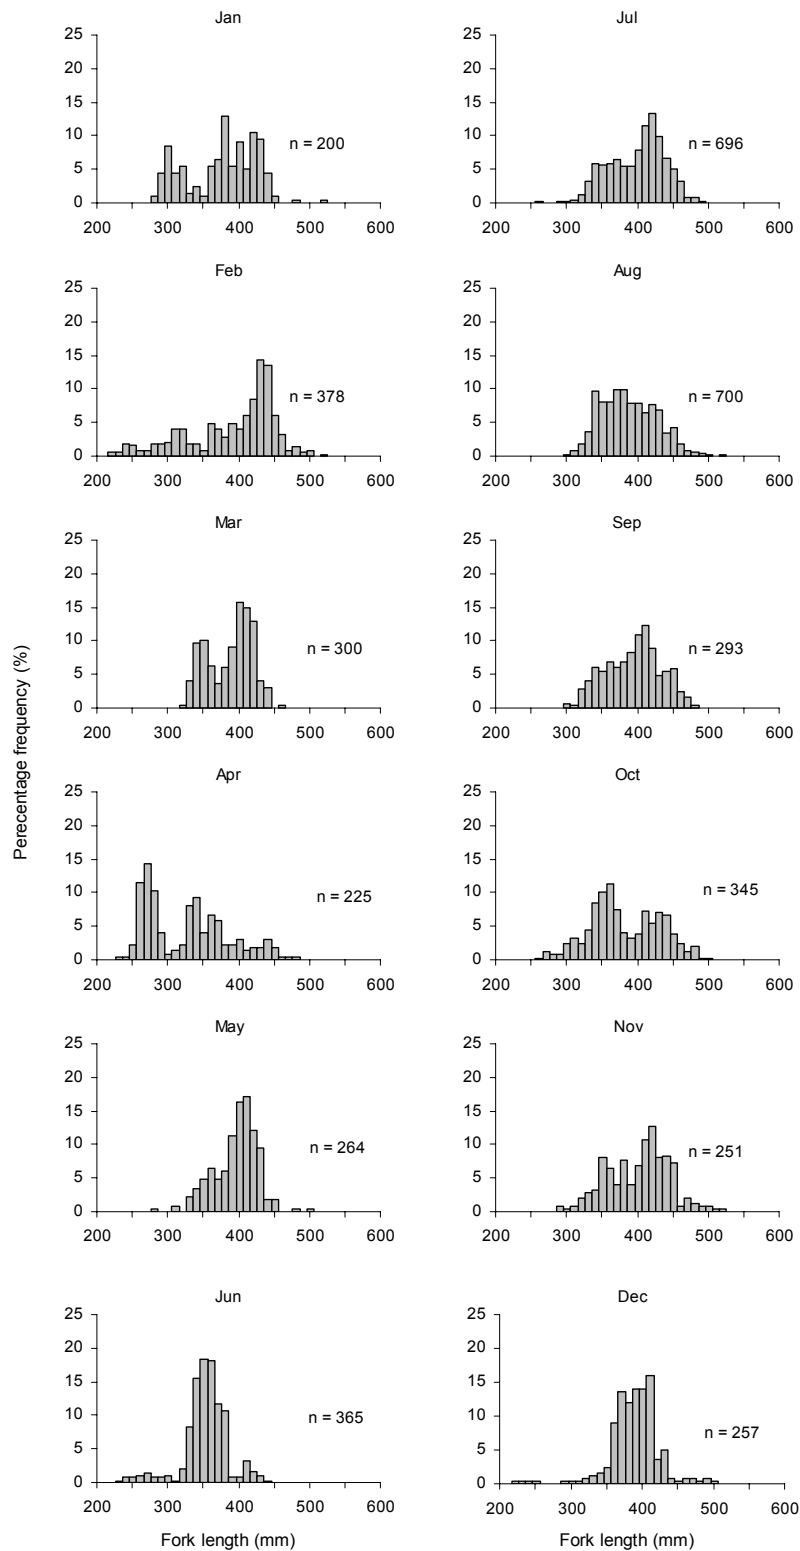 Jan
25
20
15
10
5
0
n = 200
200 300 400 500 600
Jul
25
20
15
10
5
0
n = 696
200 300 400 500 600
Feb
25
20
15
10
5
0
n = 378
200 300 400 500 600
Aug
25
20
15
10
5
0
n = 700
200 300 400 500 600
Mar
25
20
15
10
5
0
n = 300
200 300 400 500 600
Sep
25
20
15
10
5
0
n = 293
200 300 400 500 600
Perecentage frequency (%)
Apr
25
20
15
10
5
0
n = 225
200 300 400 500 600
Oct
25
20
15
10
5
0
n = 345
200 300 400 500 600
May
25
20
15
10
5
0
n = 264
200 300 400 500 600
Nov
25
20
15
10
5
0
n = 251
200 300 400 500 600
Jun
25
20
15
10
5
0
n = 365
200 300 400 500 600
Fork length (mm)
Dec
25
20
15
10
5
0
n = 257
200 300 400 500 600
Fork length (mm)